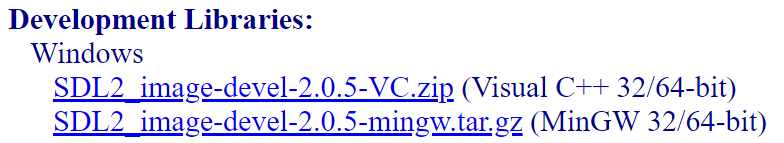 Development Libraries:
Windows
SDL2_image-devel-2.0.5-VC.zip (Visual C++ 32/64-bit)
SDL2_image-devel-2.0.5-mingw.tar.gz (MinGW 32/64-bit)